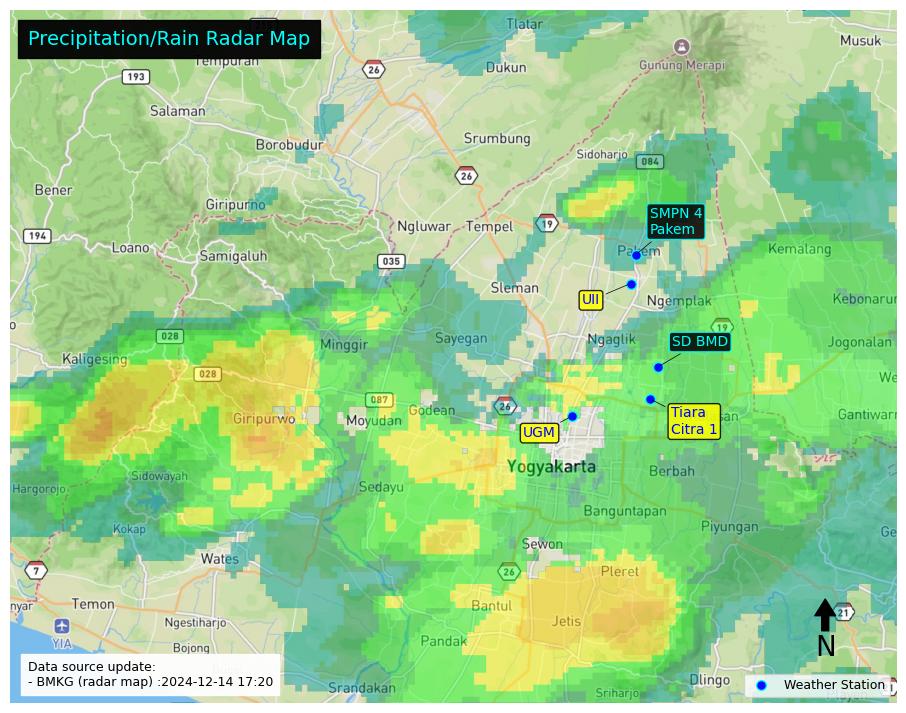 Precipitation/Rain Radar Map
Tlatar
Musuk
Tempuran
26
Dukun
Gunung Merapi
193
Salaman
Srumbung
Borobudur
Sidoharjo
084
26
Bener
Giripurno
SMPN 4
Pakem
194
Ngluwar
Tempel
19
Loano
Samigaluh
035
Pakem
Kemalang
Sleman
UII
Ngemplak
Kebonarum
028
Minggir
Sayegan
Ngaglik
19
SD BMD
Jogonalan
Kaligesing
028
087
26
Giripurwo
Moyudan
Godean
UGM
Tiara
Citra 1
Gantiwarn
Yogyakarta
Berbah
Hargorojo
Sidowayah
Sedayu
Banguntapan
Kokap
Piyungan
Wates
Sewon
7
26
Pleret
Temon
Bantul
21
YIA
Ngestiharjo
Jetis
N
Bojong
Pandak
Data source update:
- BMKG (radar map) :2024-12-14 17:20
Srandakan
Sriharjo
Dlingo
Weather Station